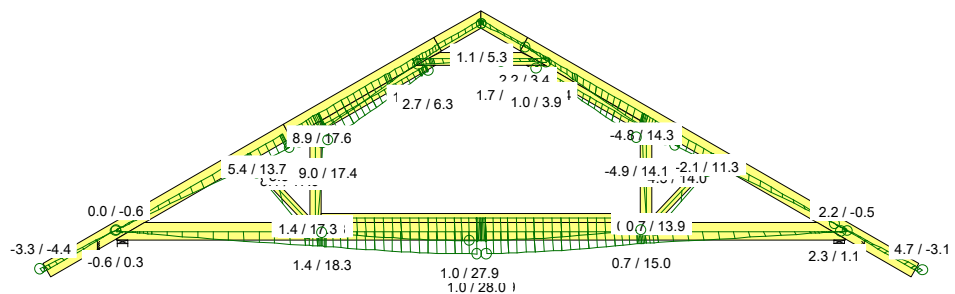 1.1 / 5.3
2.2 / 3.4
1.7 /
2.7 / 6.3
1.0 / 3.9
8.9 / 17.6
-4.8 / 14.3
5.4 / 13.7
9.0 / 17.4
-4.9 / 14.1
-2.1 / 11.3
0.0 / -0.6
2.2 / -0.5
1.4 / 17.3
0.7 / 13.9
-3.3 / -4.4
-0.6 / 0.3
4.7 / -3.1
2.3 / 1.1
1.4 / 18.3
1.0 / 27.9
0.7 / 15.0
1.0 / 28.0